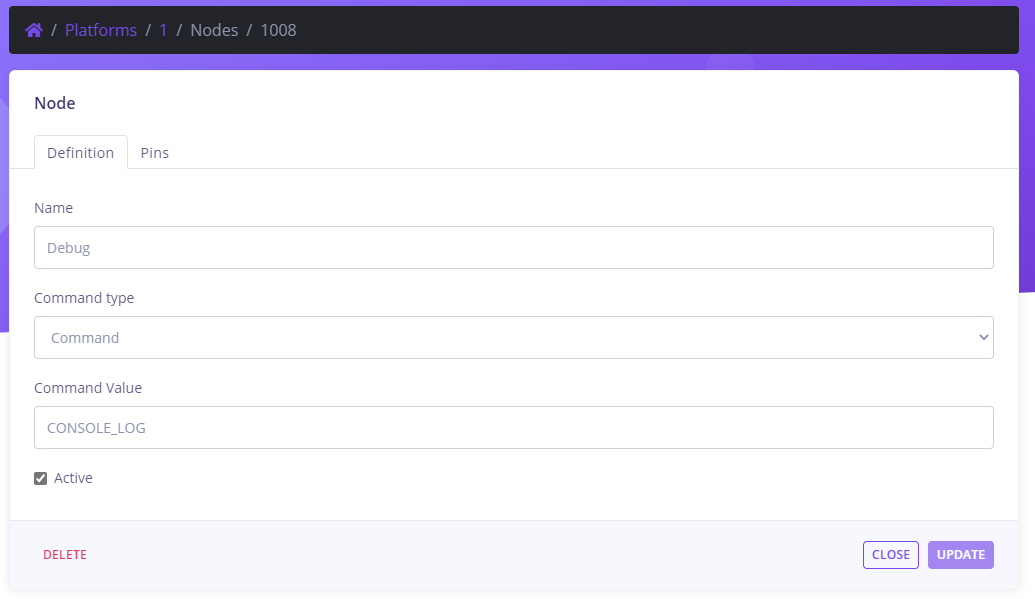 / Platforms / 1 / Nodes / 1008
Node
Definition Pins
Name
Debug
Command type
Command
Command Value
CONSOLE_LOG
Active
DELETE CLOSE UPDATE